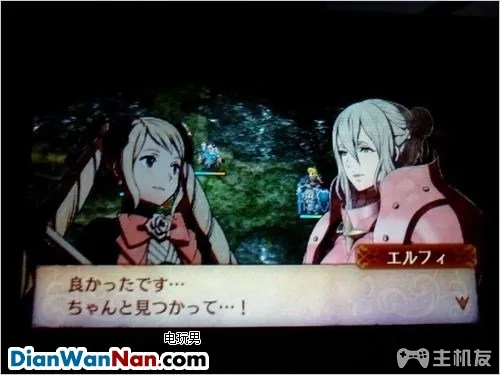 エルフィ
良かったです…
ちゃんと見つかって…！
电玩男
DianWanNan.com
主机友